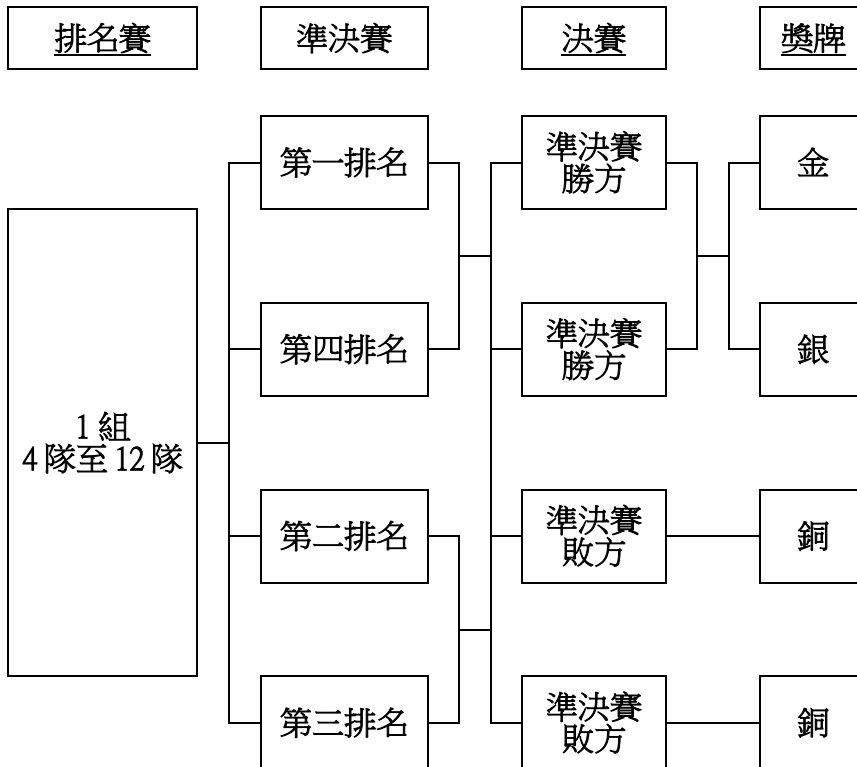 排名賽
準決賽
決賽
獎牌
第一排名
準決賽
勝方
金
第四排名
準決賽
勝方
銀
1 組
4 隊至 12 隊
第二排名
準決賽
敗方
銅
第三排名
準決賽
敗方
銅